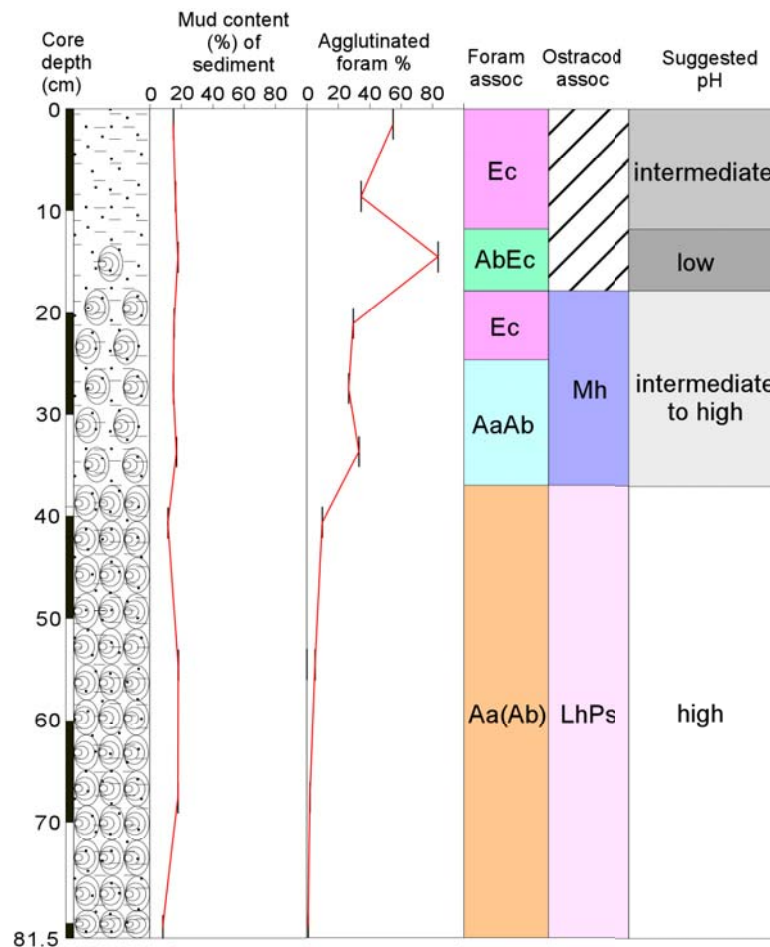 Core
depth
(cm)
Mud content
(%) of
sediment
Agglutinated
foram %
Foram
assoc
Ostracod
assoc
Suggested
pH
0 20 40 60 80
0 20 40 60 80
0
10
20
30
40
50
60
70
81.5
Ec
AbEc
Ec
AaAb
Aa(Ab)
Mh
LhPs
intermediate
low
intermediate
to high
high